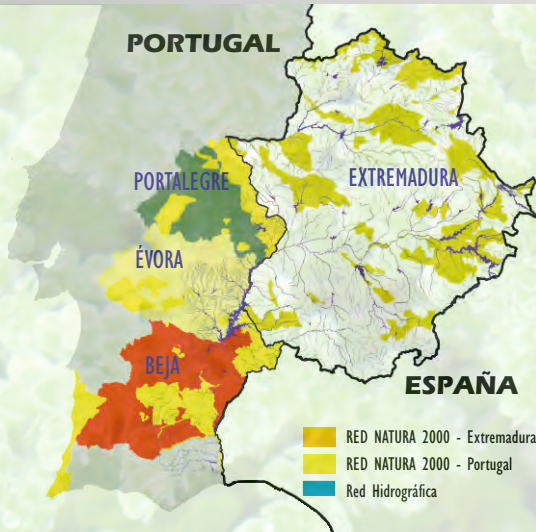 PORTUGAL
PORTALEGRE
EXTREMADURA
ÉVORA
BEJA
ESPAÑA
RED NATURA 2000 - Extremadura
RED NATURA 2000 - Portugal
Red Hidrográfica